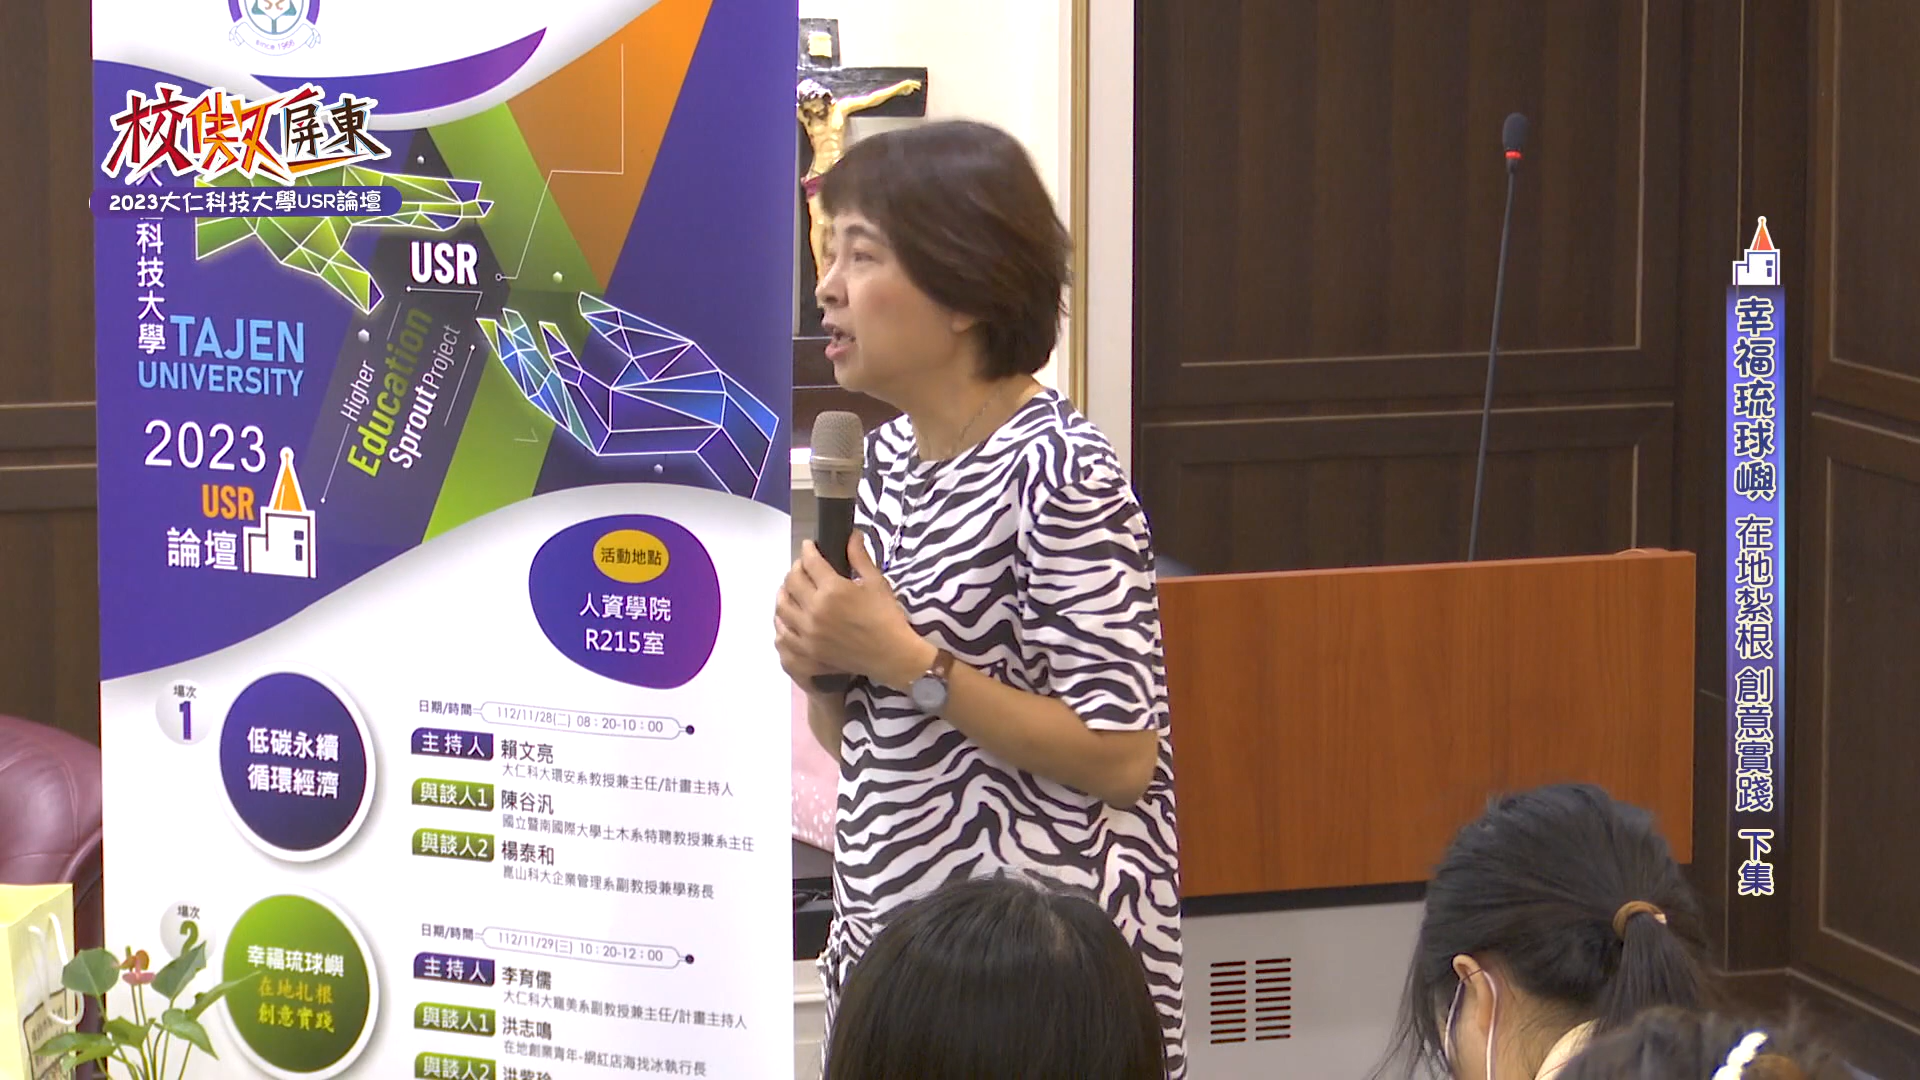 since 1966
校傲屏東
2023大仁科技大學USR論壇
科技大學
TAJEN
UNIVERSITY
2023
USR
論壇
USR
Higher
Education
Sprout Project
活動地點
人資學院
R215室
場次
1
低碳永續
循環經濟
日期/時間
112/11/28(二) 08:20-10:00
主持人
賴文亮
大仁科大環安系教授兼主任/計畫主持人
與談人1
陳谷汎
國立暨南國際大學土木系特聘教授兼系主任
與談人2
楊泰和
崑山科大企業管理系副教授兼學務長
場次
2
幸福琉球嶼
在地扎根
創意實踐
日期/時間
112/11/29(三) 10:20-12:00
主持人
李育儒
大仁科大寵美系副教授兼主任/計畫主持人
與談人1
洪志鳴
在地創業青年-網紅店海找冰執行長
與談人2
幸福琉球嶼 在地紮根 創意實踐 下集